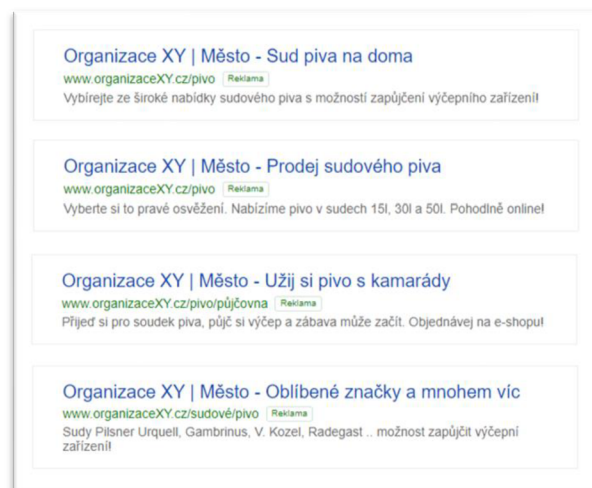 Organizace XY | Město - Sud piva na doma
www.organizaceXY.cz/pivo Reklama
Vybírejte ze široké nabídky sudového piva s možností zapůjčení výčepního zařízení!
Organizace XY | Město - Prodej sudového piva
www.organizaceXY.cz/pivo Reklama
Vyberte si to pravé osvěžení. Nabízíme pivo v sudech 15l, 30l a 50l. Pohodlně online!
Organizace XY | Město - Užij si pivo s kamarády
www.organizaceXY.cz/pivo/půjčovna Reklama
Přijeď si pro soudek piva, půjč si výčep a zábava může začít. Objednávej na e-shopu!
Organizace XY | Město - Oblíbené značky a mnohem víc
www.organizaceXY.cz/sudové/pivo Reklama
Sudy Pilsner Urquell, Gambrinus, V. Kozel, Radegast .. možnost zapůjčit výčepní
zařízení!